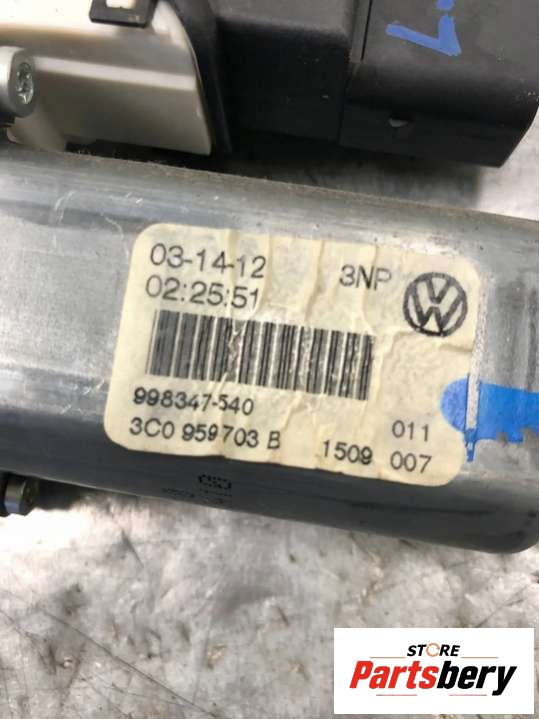 03-14-12 3NP
02:25:51
998347-540
3C0 959703 B 1509
011
007
STORE
Partsbery